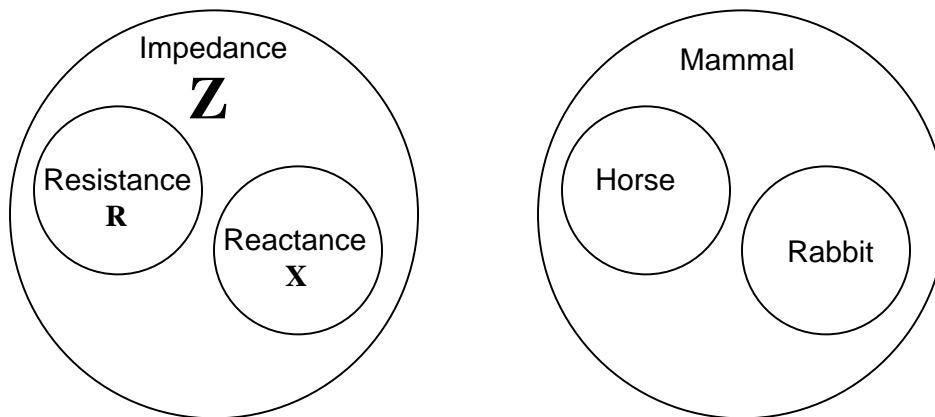 Impedance
Z
Resistance
R
Reactance
X
Mammal
Horse
Rabbit